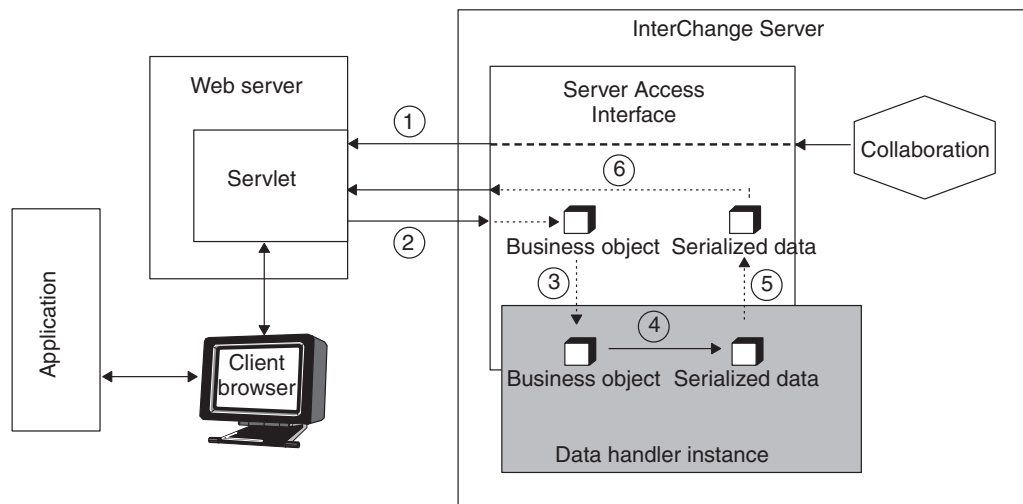 InterChange Server
Web server
Server Access
Interface
1
Collaboration
Servlet
6
2
Business object
Serialized data
3
5
Application
4
Client
browser
Business object
Serialized data
Data handler instance